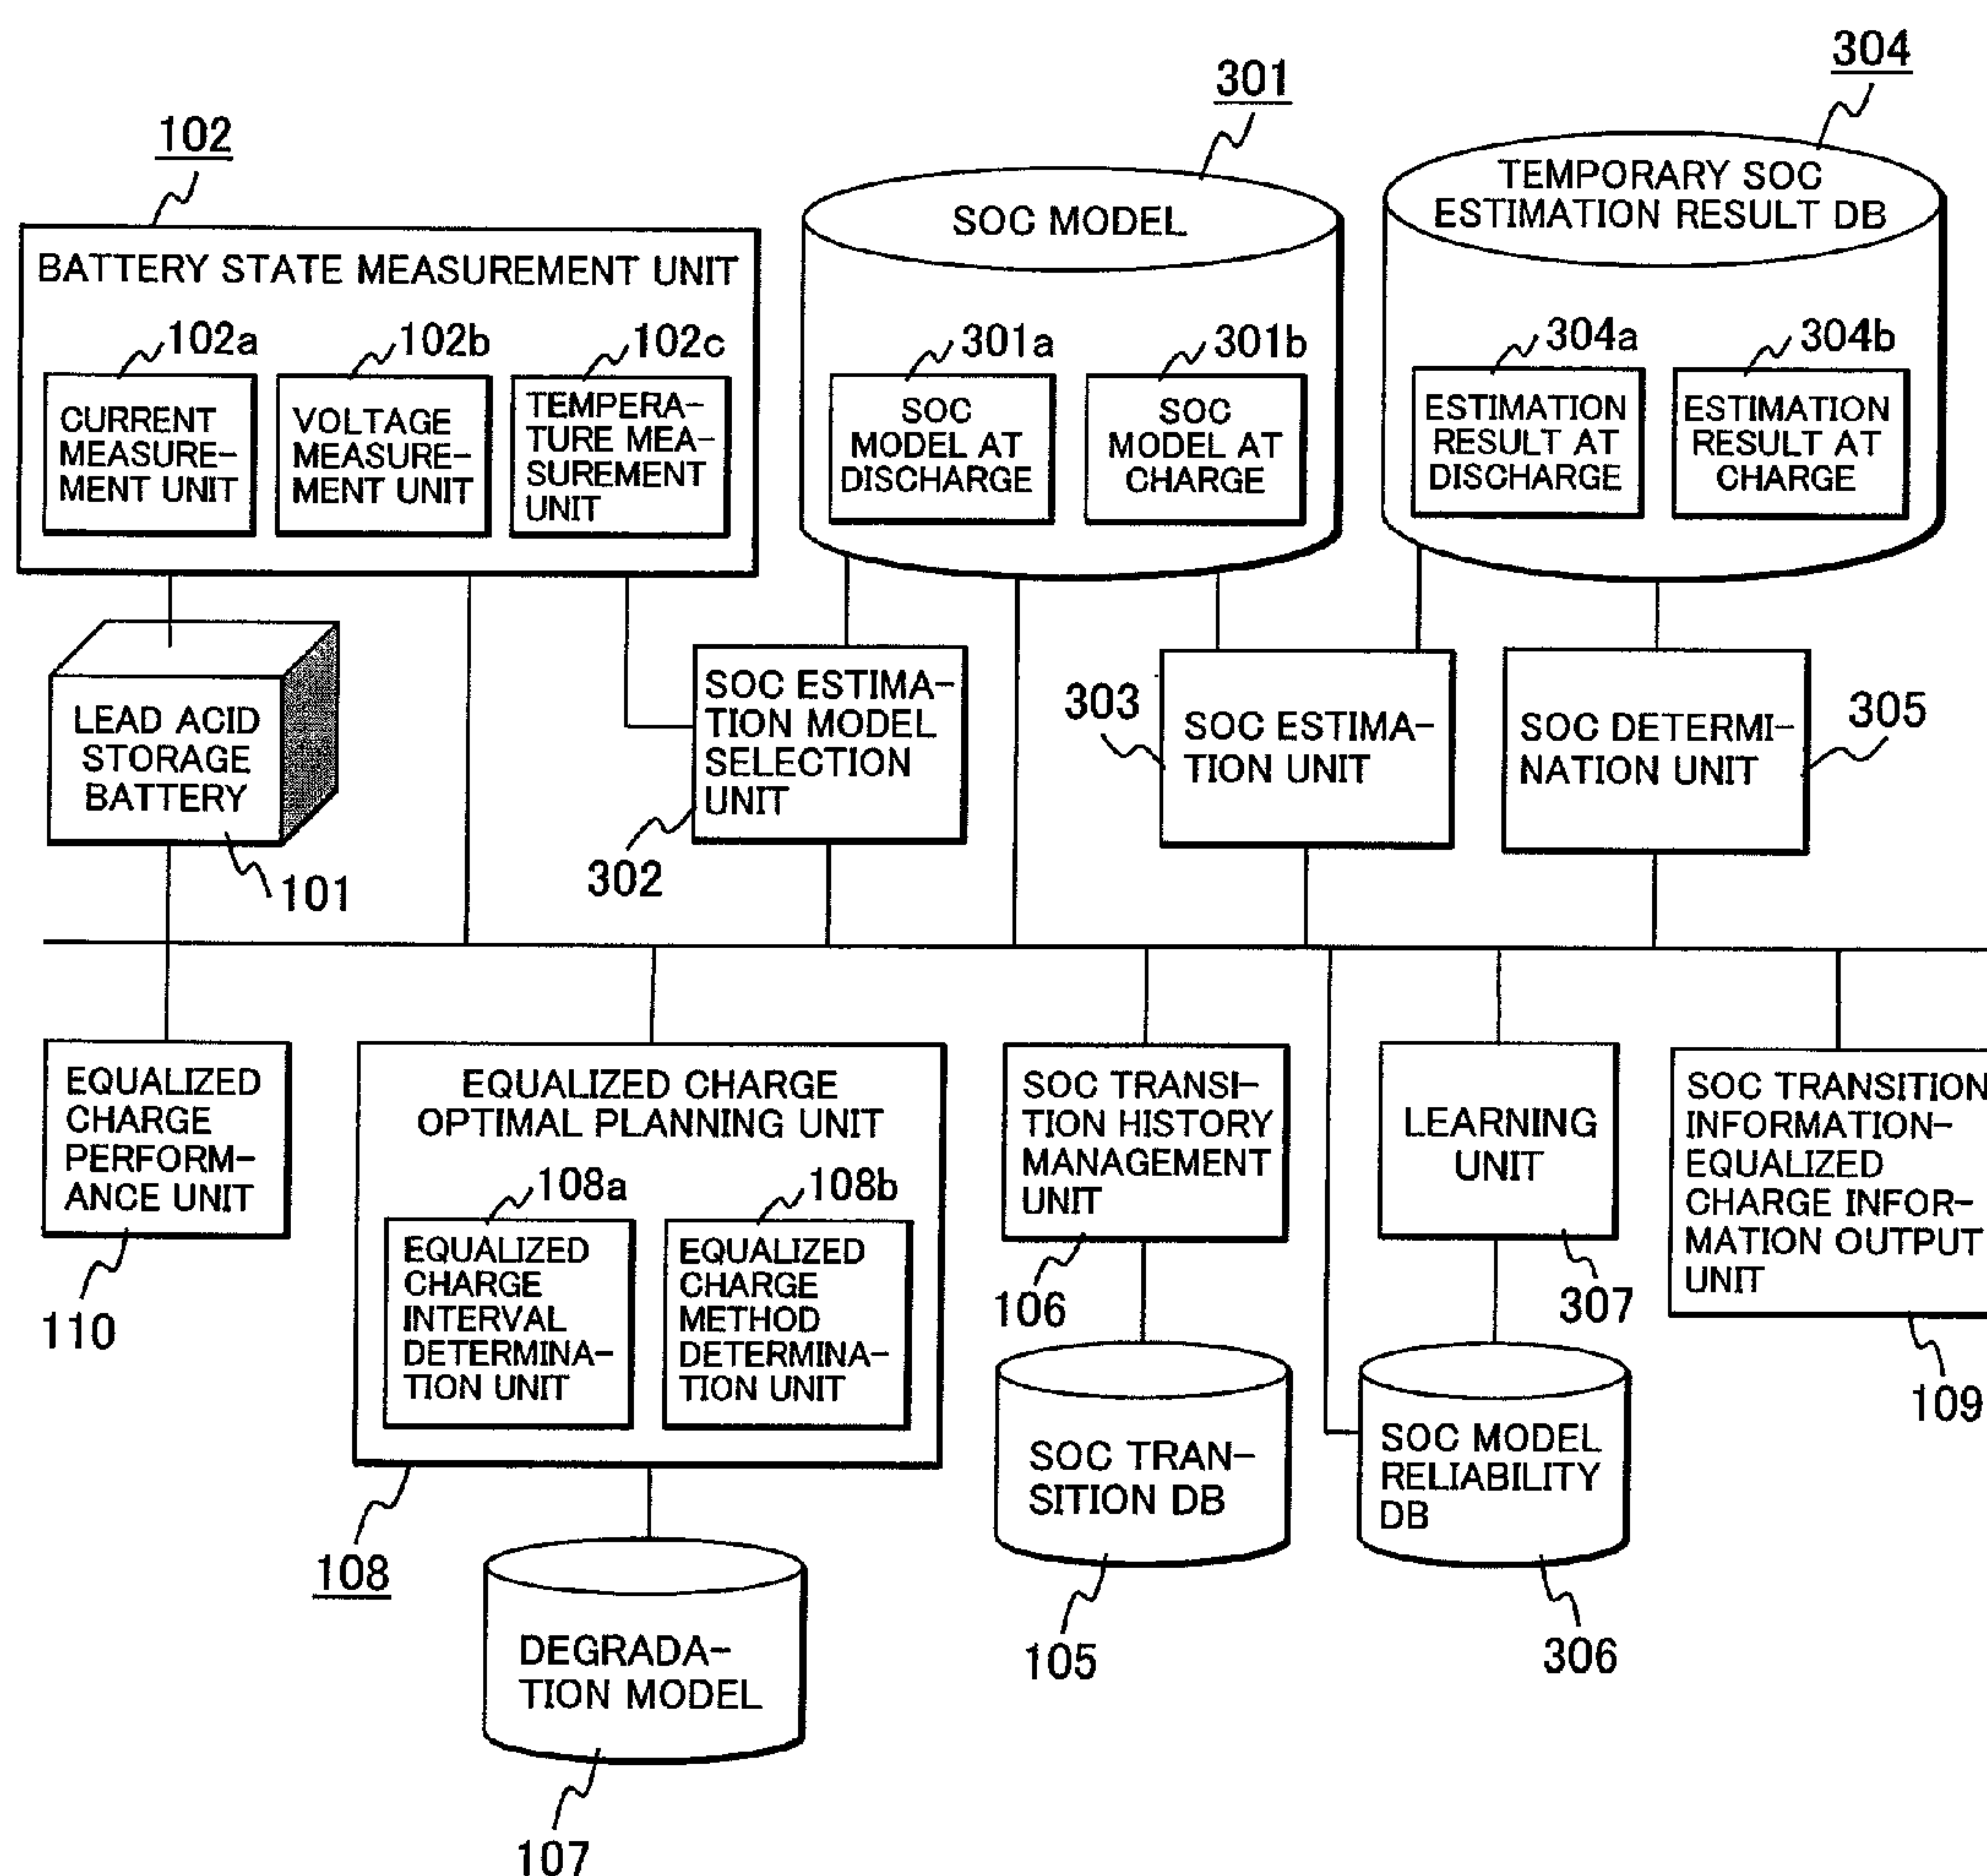 304
301
102
TEMPORARY SOC
ESTIMATION RESULT DB
SOC MODEL
BATTERY STATE MEASUREMENT UNIT
102a
102b
102c
301a
301b
304a
304b
CURRENT
MEASURE-
MENT UNIT
VOLTAGE
MEASURE-
MENT UNIT
TEMPERA-
TURE MEA-
SUREMENT
UNIT
SOC
MODEL AT
DISCHARGE
SOC
MODEL AT
CHARGE
ESTIMATION
RESULT AT
DISCHARGE
ESTIMATION
RESULT AT
CHARGE
LEAD ACID
STORAGE
BATTERY
101
SOC ESTIMA-
TION MODEL
SELECTION
UNIT
302
303
SOC ESTIMA-
TION UNIT
SOC DETERMI-
NATION UNIT
305
EQUALIZED
CHARGE
PERFORM-
ANCE UNIT
110
EQUALIZED CHARGE
OPTIMAL PLANNING UNIT
108a
108b
EQUALIZED
CHARGE
INTERVAL
DETERMINA-
TION UNIT
EQUALIZED
CHARGE
METHOD
DETERMINA-
TION UNIT
108
SOC TRANSI-
TION HISTORY
MANAGEMENT
UNIT
106
LEARNING
UNIT
307
SOC TRANSITION
INFORMATION-
EQUALIZED
CHARGE INFOR-
MATION OUTPUT
UNIT
109
SOC TRAN-
SITION DB
105
SOC MODEL
RELIABILITY
DB
306
DEGRADA-
TION MODEL
107